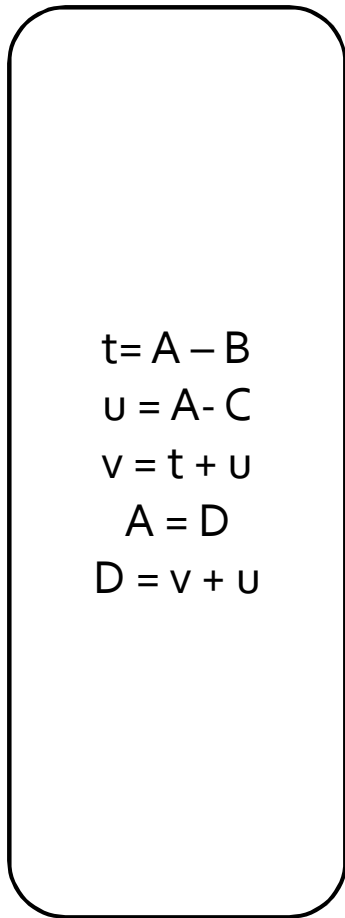 t= A – B
u = A- C
v = t + u
A = D
D = v + u